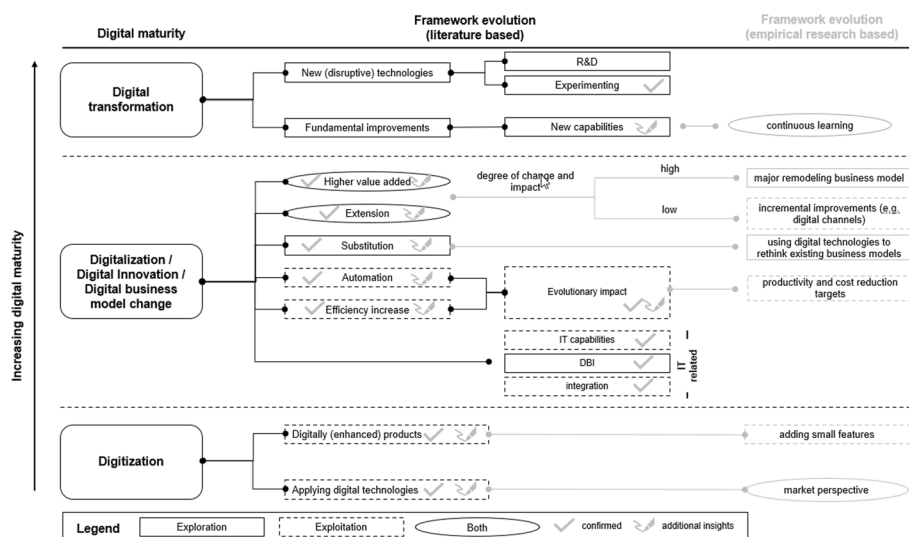 Digital maturity
Framework evolution
(literature based)
Framework evolution
(empirical research based)
Increasing digital maturity
Digital
transformation
New (disruptive) technologies
R&D
Experimenting
Fundamental improvements
New capabilities
continuous learning
Digitalization /
Digital Innovation /
Digital business
model change
Higher value added
degree of change and
impact
high
major remodeling business model
Extension
low
incremental improvements (e.g,
digital channels)
Substitution
using digital technologies to
rethink existing business models
Automation
Efficiency increase
Evolutionary impact
productivity and cost reduction
targets
IT capabilities
DBI
integration
IT
related
Digitization
Digitally (enhanced) products
adding small features
Applying digital technologies
market perspective
Legend
Exploration
Exploitation
Both
confirmed
additional insights